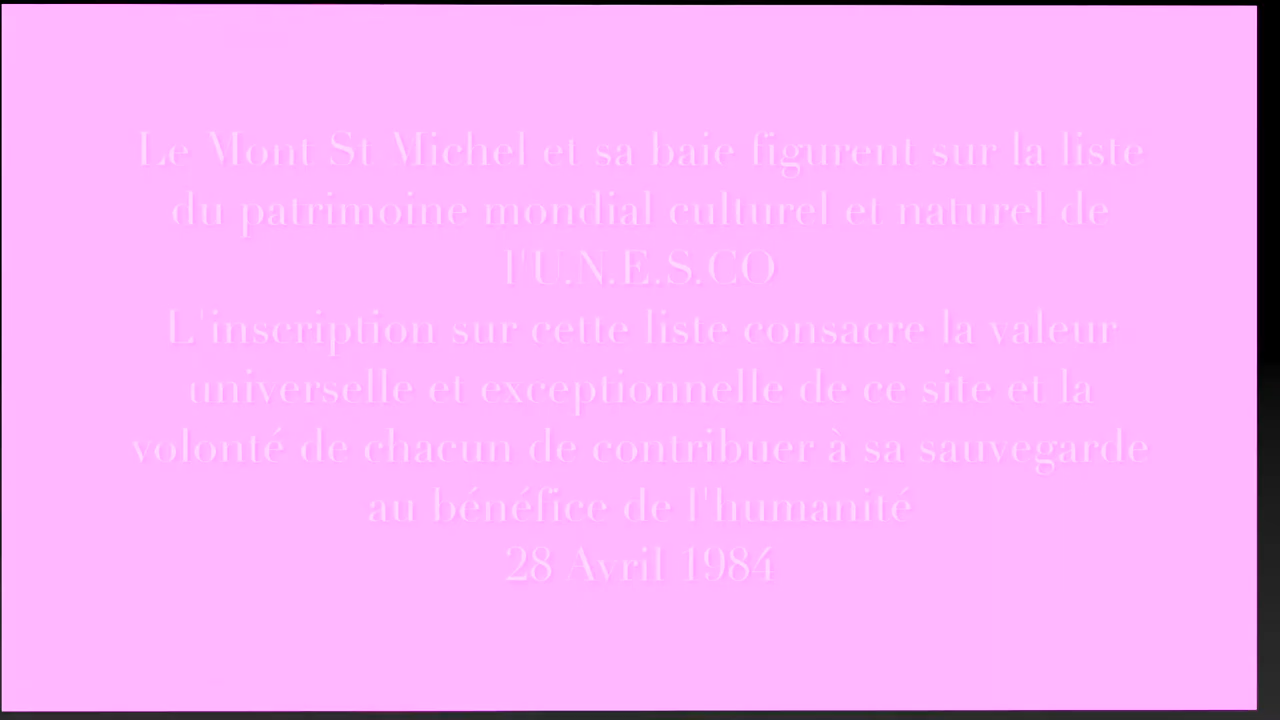 Le Mont St Michel et sa baie figurent sur la liste
du patrimoine mondial culturel et naturel de
l'U.N.E.S.CO
L'inscription sur cette liste consacre la valeur
universelle et exceptionnelle de ce site et la
volonté de chacun de contribuer à sa sauvegarde
au bénéfice de l'humanité
28 Avril 1984